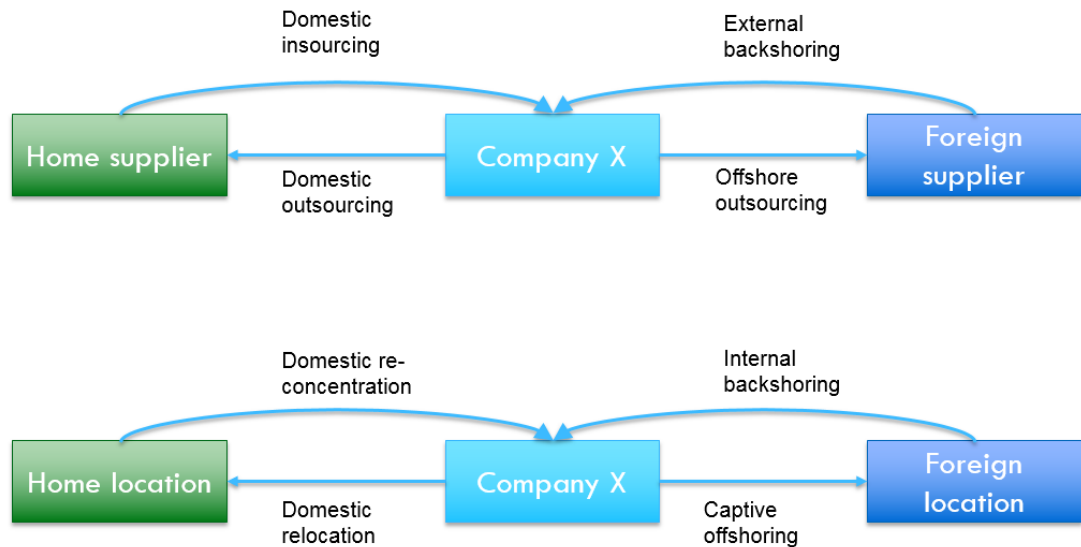 Domestic
insourcing
External
backshoring
Home supplier
Company X
Foreign
supplier
Domestic
outsourcing
Offshore
outsourcing
Domestic re-
concentration
Internal
backshoring
Home location
Company X
Foreign
location
Domestic
relocation
Captive
offshoring